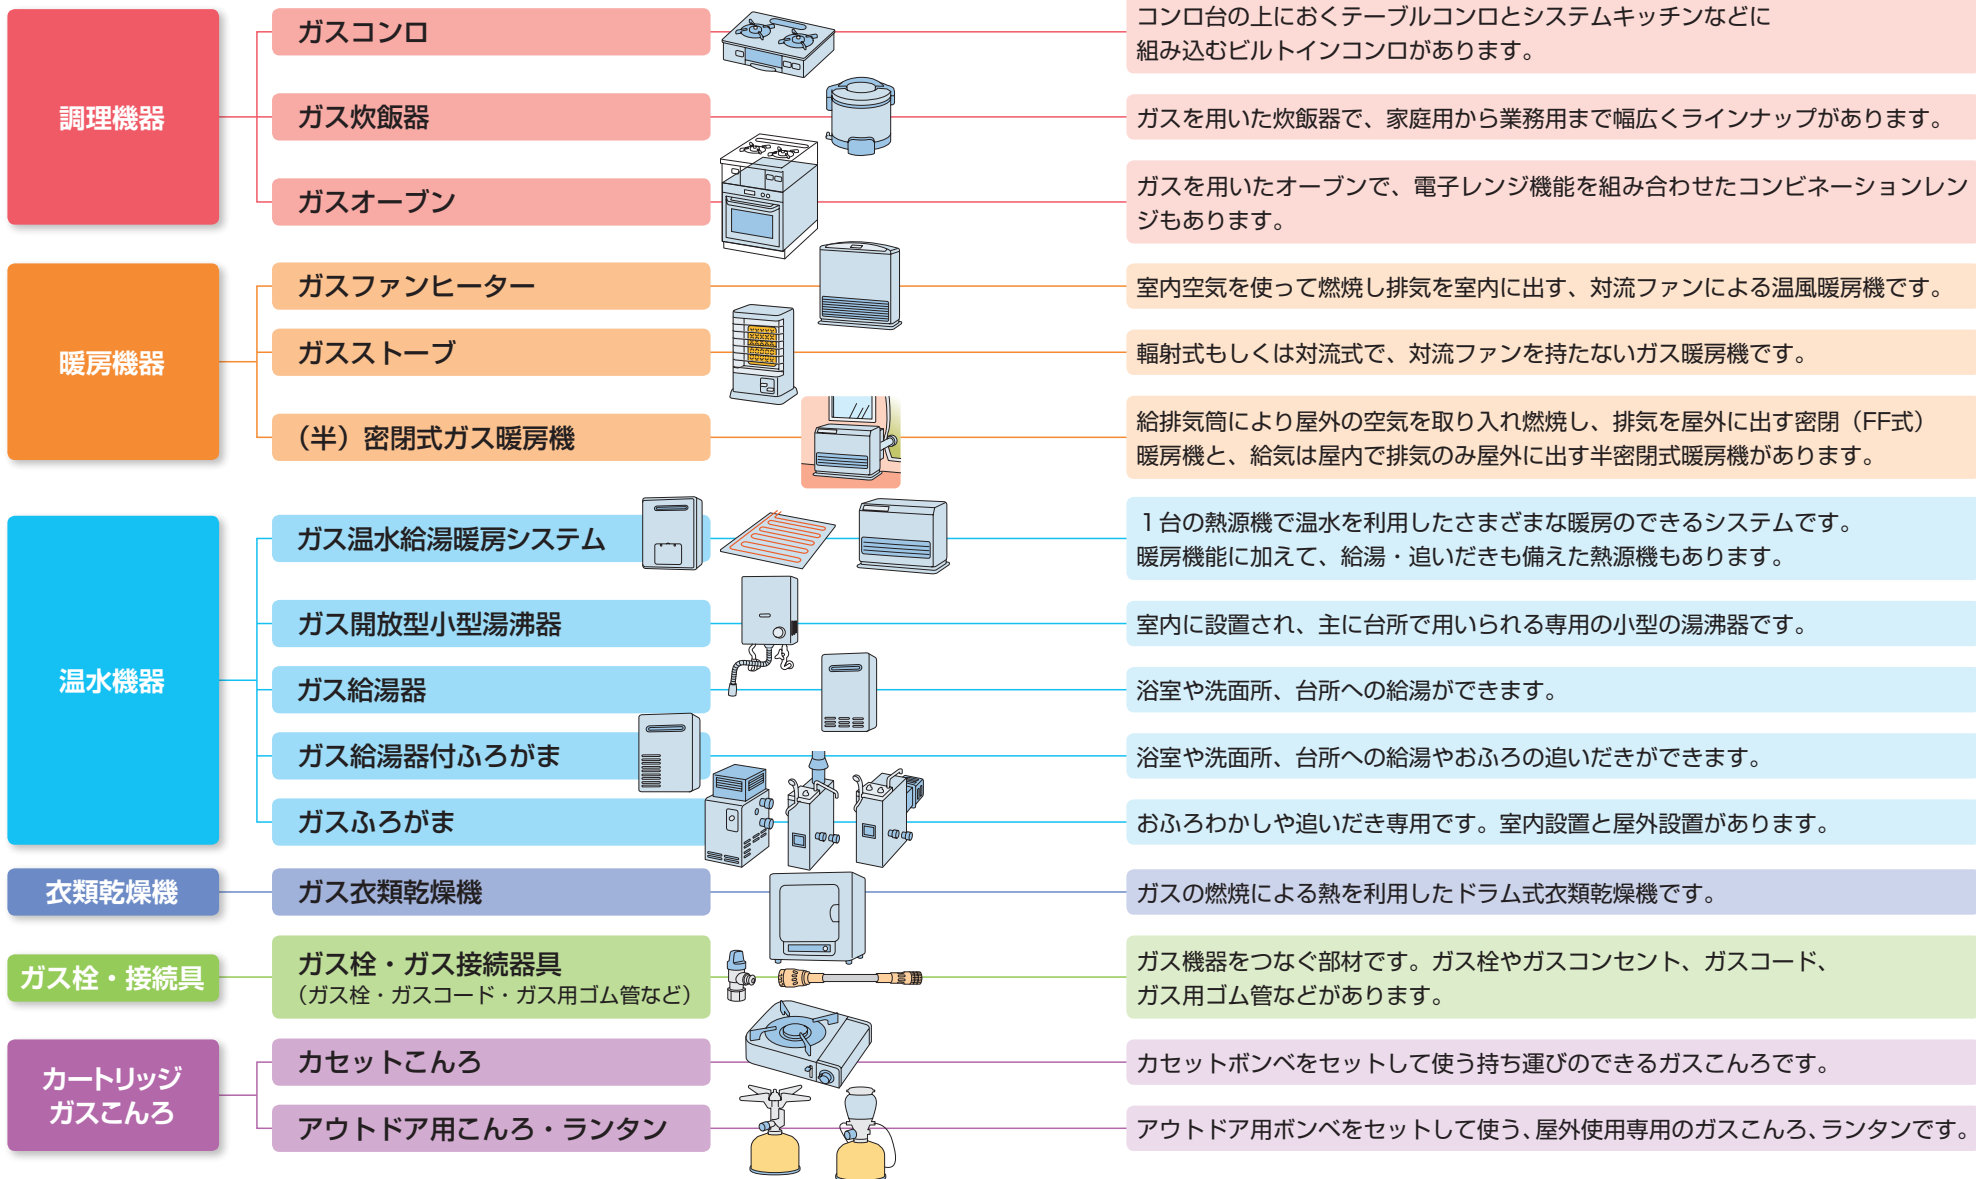 調理機器
ガスコンロ
コンロ台の上におくテーブルコンロとシステムキッチンなどに
組み込むビルトインコンロがあります。
ガス炊飯器
ガスを用いた炊飯器で、家庭用から業務用まで幅広くラインナップがあります。
ガスオーブン
ガスを用いたオーブンで、電子レンジ機能を組み合わせたコンビネーションレン
ジもあります。
暖房機器
ガスファンヒーター
室内空気を使って燃焼し排気を室内に出す、対流ファンによる温風暖房機です。
ガスストーブ
輻射式もしくは対流式で、対流ファンを持たないガス暖房機です。
（半）密閉式ガス暖房機
給排気筒により屋外の空気を取り入れ燃焼し、排気を屋外に出す密閉（FF式）
暖房機と、給気は屋内で排気のみ屋外に出す半密閉式暖房機があります。
温水機器
ガス温水給湯暖房システム
１台の熱源機で温水を利用したさまざまな暖房のできるシステムです。
暖房機能に加えて、給湯・追いだきも備えた熱源機もあります。
ガス開放型小型湯沸器
室内に設置され、主に台所で用いられる専用の小型の湯沸器です。
ガス給湯器
浴室や洗面所、台所への給湯ができます。
ガス給湯器付ふろがま
浴室や洗面所、台所への給湯やおふろの追いだきができます。
ガスふろがま
おふろわかしや追いだき専用です。室内設置と屋外設置があります。
衣類乾燥機
ガス衣類乾燥機
ガスの燃焼による熱を利用したドラム式衣類乾燥機です。
ガス栓・接続具
ガス栓・ガス接続器具
（ガス栓・ガスコード・ガス用ゴム管など）
ガス機器をつなぐ部材です。ガス栓やガスコンセント、ガスコード、
ガス用ゴム管などがあります。
カートリッジ
ガスこんろ
カセットこんろ
カセットボンベをセットして使う持ち運びのできるガスこんろです。
アウトドア用こんろ・ランタン
アウトドア用ボンベをセットして使う、屋外使用専用のガスこんろ、ランタンです。